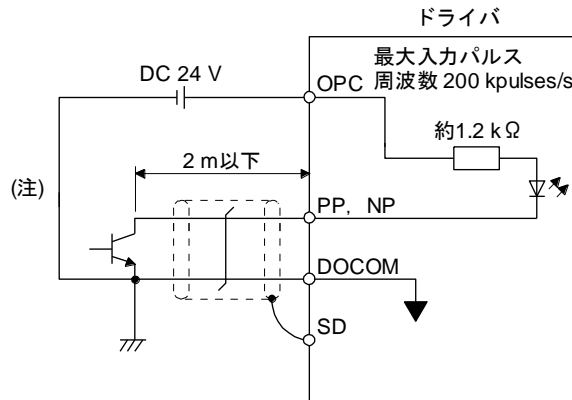 ドライバ
最大入力パルス
周波数 200 kpulses/s
DC 24 V
OPC
約1.2 kΩ
2 m以下
(注)
PP, NP
DOCOM
SD